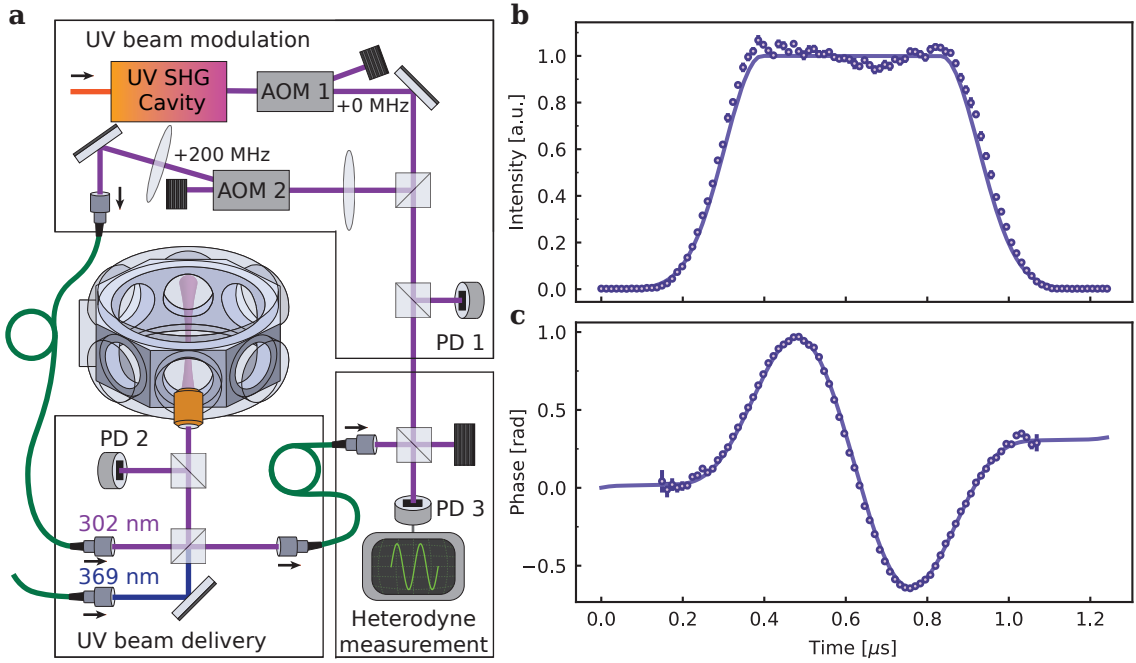 a
UV beam modulation
UV SHG
Cavity
AOM 1
+0 MHz
+200 MHz
AOM 2
PD 1
PD 2
302 nm
369 nm
UV beam delivery
PD 3
Heterodyne
measurement
b
Intensity [a.u.]
1.0
0.8
0.6
0.4
0.2
0.0
c
Phase [rad]
1.0
0.5
0.0
−0.5
0.0 0.2 0.4 0.6 0.8 1.0 1.2
Time [μs]